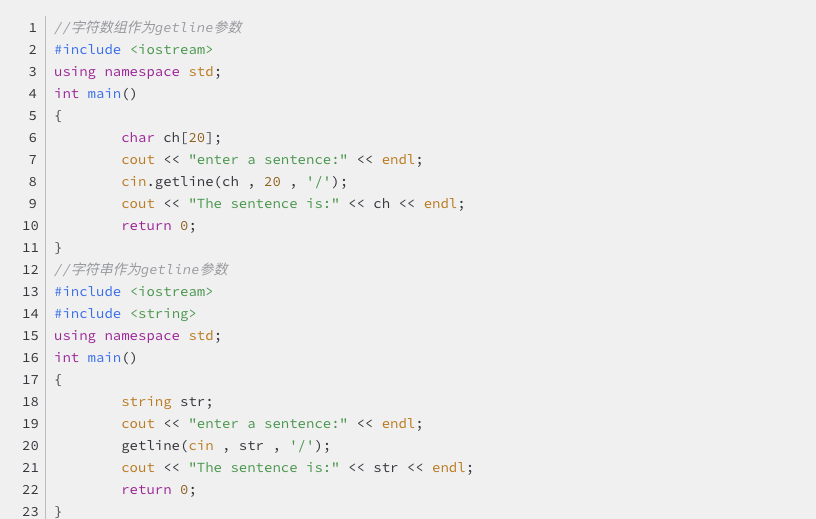 1 //字符数组作为getline参数
2 #include <iostream>
3 using namespace std;
4 int main()
5 {
6         char ch[20];
7         cout << "enter a sentence:" << endl;
8         cin.getline(ch , 20 , '/');
9         cout << "The sentence is:" << ch << endl;
10         return 0;
11 }
12 //字符串作为getline参数
13 #include <iostream>
14 #include <string>
15 using namespace std;
16 int main()
17 {
18         string str;
19         cout << "enter a sentence:" << endl;
20         getline(cin , str , '/');
21         cout << "The sentence is:" << str << endl;
22         return 0;
23 }